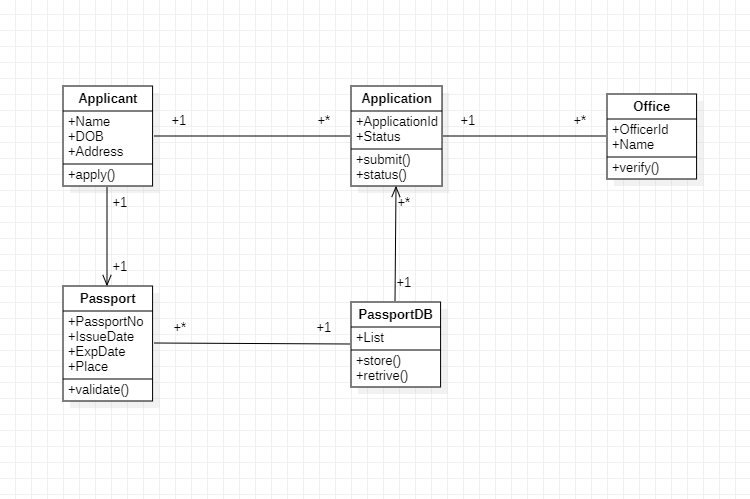 Applicant
+Name
+DOB
+Address
+apply()
+1
+*
Application
+ApplicationId
+Status
+submit()
+status()
+1
+*
Office
+OfficerId
+Name
+verify()
+1
+1
+*
+1
Passport
+PassportNo
+IssueDate
+ExpDate
+Place
+validate()
+*
+1
PassportDB
+List
+store()
+retrive()